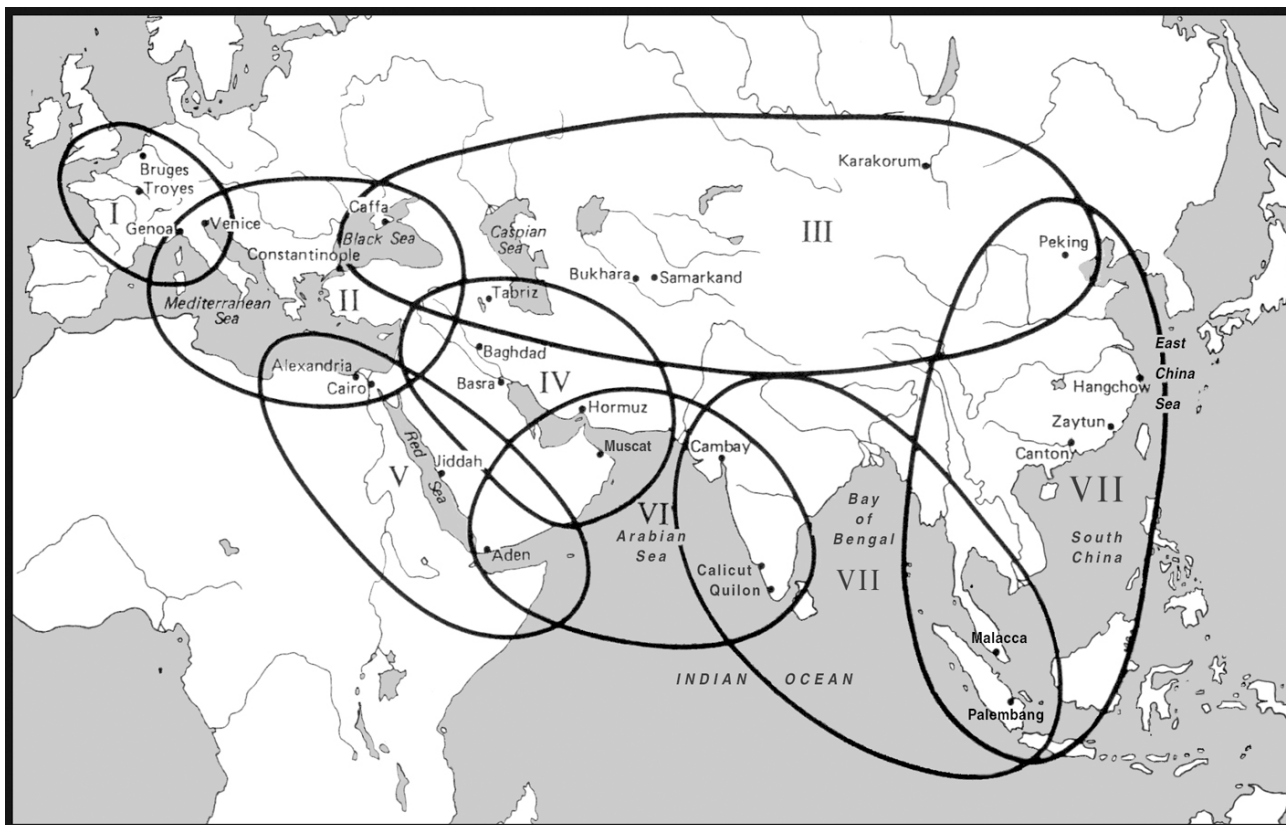 Bruges
Troyes
I
Genoa
Venice
Caffa
Black Sea
Constantinople
II
Mediterranean
Sea
Caspian
Sea
Karakorum
III
Bukhara
Samarkand
Peking
Tabriz
Baghdad
Basra
IV
Alexandria
Cairo
Hormuz
Muscat
Red
Sea
Jiddah
V
Aden
VI
Arabian
Sea
Cambay
Calicut
Quilon
Bay
of
Bengal
VII
East
China
Sea
Hangchow
Zaytun
Canton
VII
South
China
Malacca
Palembang
INDIAN OCEAN